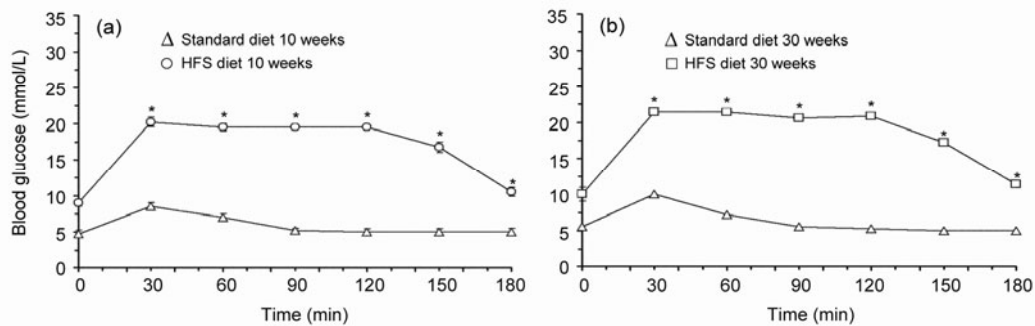 (a)
Standard diet 10 weeks
HFS diet 10 weeks
Blood glucose (mmol/L)
35
30
25
20
15
10
5
0
* * * * * *
0 30 60 90 120 150 180
Time (min)
(b)
Standard diet 30 weeks
HFS diet 30 weeks
35
30
25
20
15
10
5
0
* * * * * *
0 30 60 90 120 150 180
Time (min)